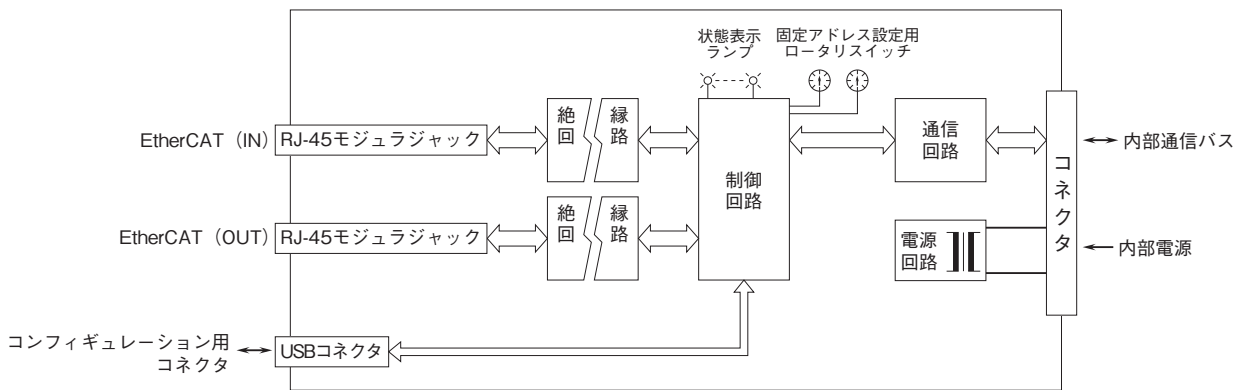 状態表示
ランプ
固定アドレス設定用
ロータリスイッチ
EtherCAT（IN）
RJ-45モジュラジャック
絶縁
回路
制御
回路
通信
回路
コネクタ
内部通信バス
EtherCAT（OUT）
RJ-45モジュラジャック
絶縁
回路
電源
回路
内部電源
コンフィギュレーション用
コネクタ
USBコネクタ